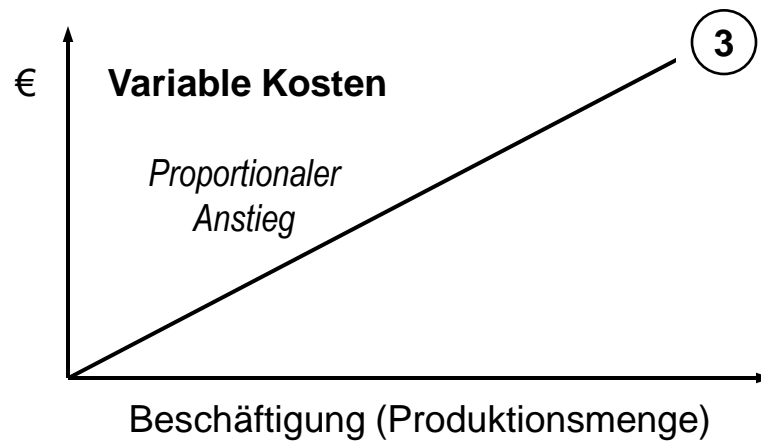 3
€
Variable Kosten
Proportionaler
Anstieg
Beschäftigung (Produktionsmenge)